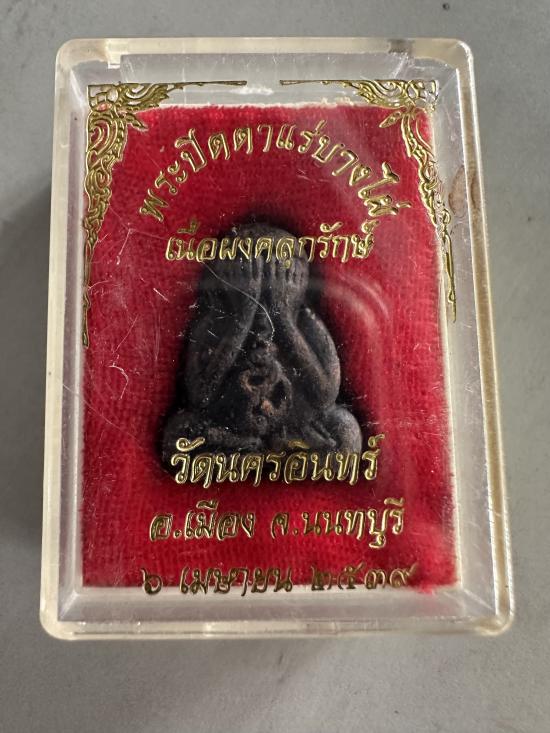 พระปิดตาแร่บางไผ่
เนื้อผงคลุกรักษ์
วัดนครอินทร์
อ.เมือง จ.นนทบุรี
๖ เมษายน ๒๕๓๙